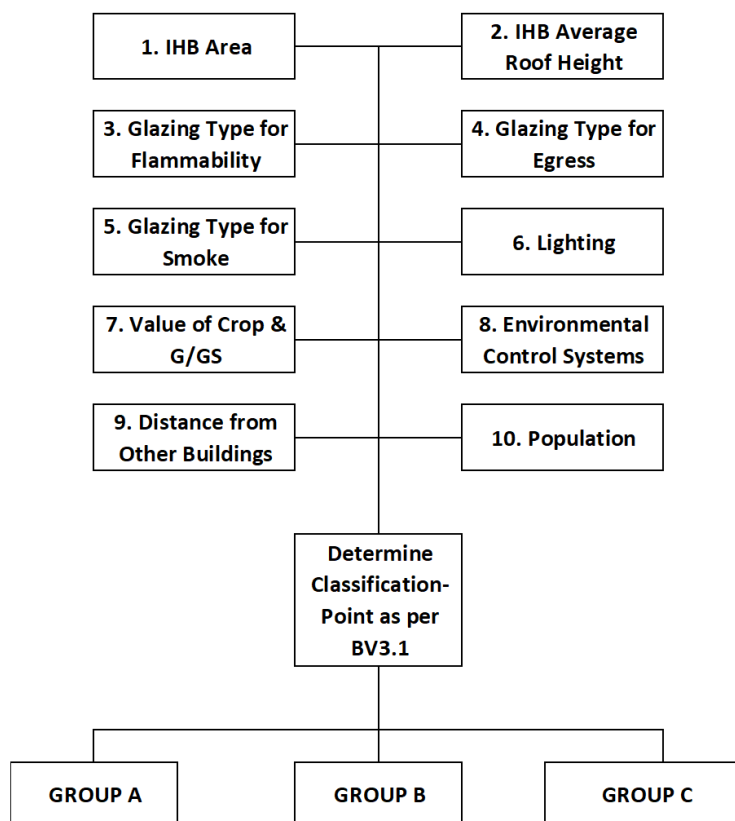 1. IHB Area
2. IHB Average
Roof Height
3. Glazing Type for
Flammability
4. Glazing Type for
Egress
5. Glazing Type for
Smoke
6. Lighting
7. Value of Crop &
G/GS
8. Environmental
Control Systems
9. Distance from
Other Buildings
10. Population
Determine
Classification-
Point as per
BV3.1
GROUP A
GROUP B
GROUP C